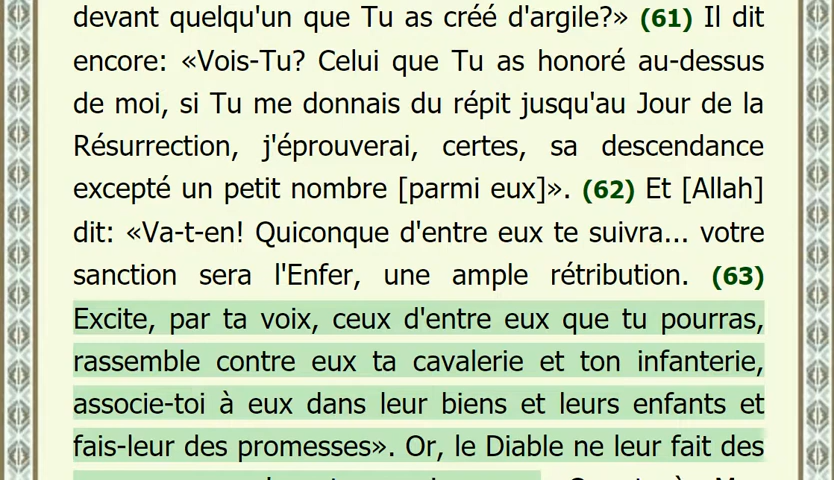 devant quelqu'un que Tu as créé d'argile?» (61) Il dit
encore: «Vois-Tu? Celui que Tu as honoré au-dessus
de moi, si Tu me donnais du répit jusqu'au Jour de la
Résurrection, j'éprouverai, certes, sa descendance
excepté un petit nombre [parmi eux]». (62) Et [Allah]
dit: «Va-t-en! Quiconque d'entre eux te suivra... votre
sanction sera l'Enfer, une ample rétribution. (63)
Excite, par ta voix, ceux d'entre eux que tu pourras,
rassemble contre eux ta cavalerie et ton infanterie,
associe-toi à eux dans leur biens et leurs enfants et
fais-leur des promesses». Or, le Diable ne leur fait des